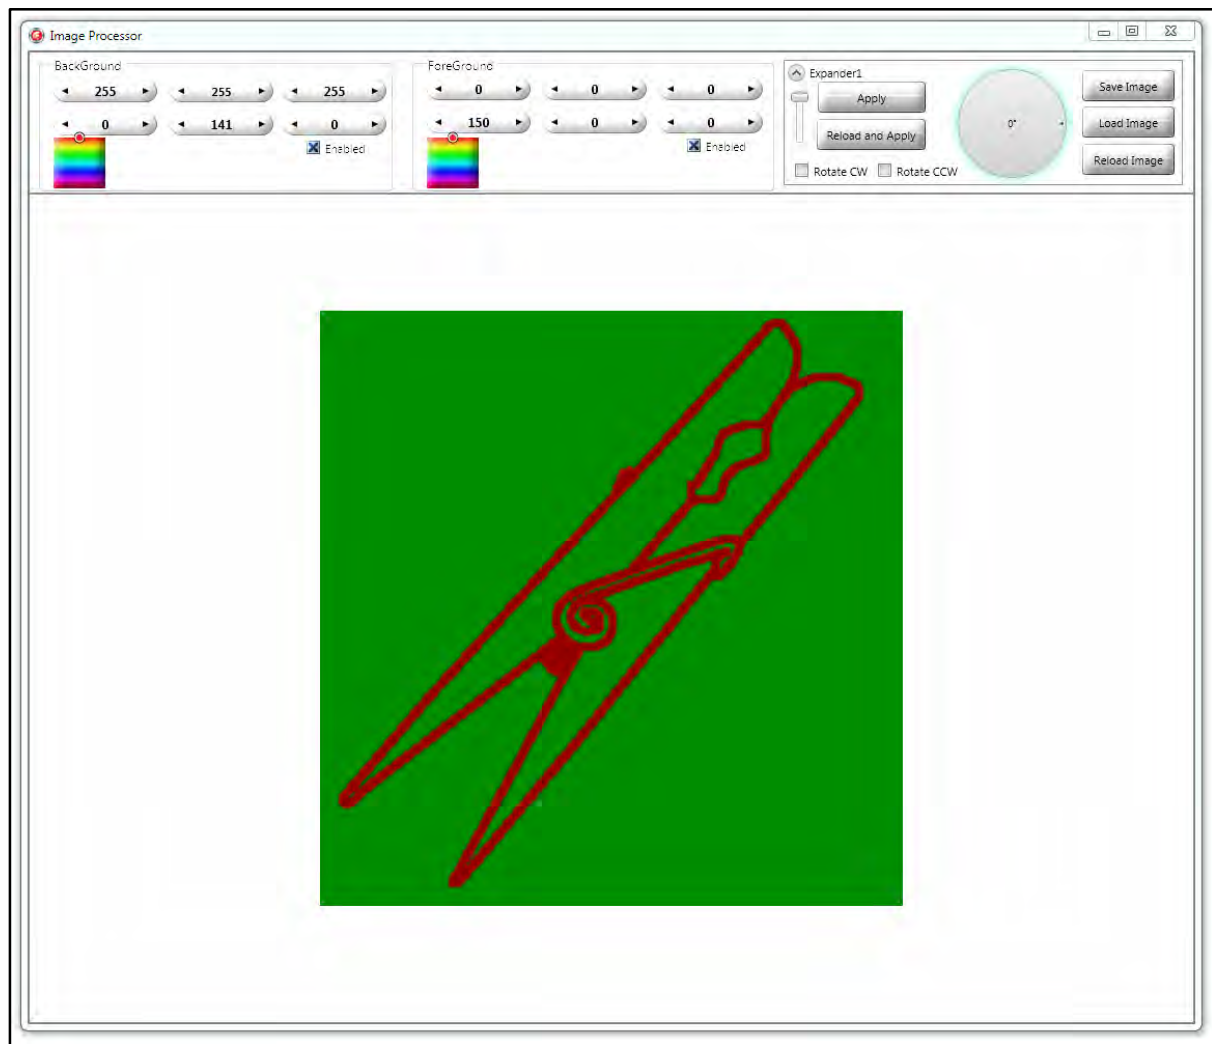 Image Processor
BackGround
255 255 255
0 141 0
Enabled
ForeGround
0 0 0
150 0 0
Enabled
Expander1
Apply
Reload and Apply
Rotate CW Rotate CCW
0°
Save Image
Load Image
Reload Image